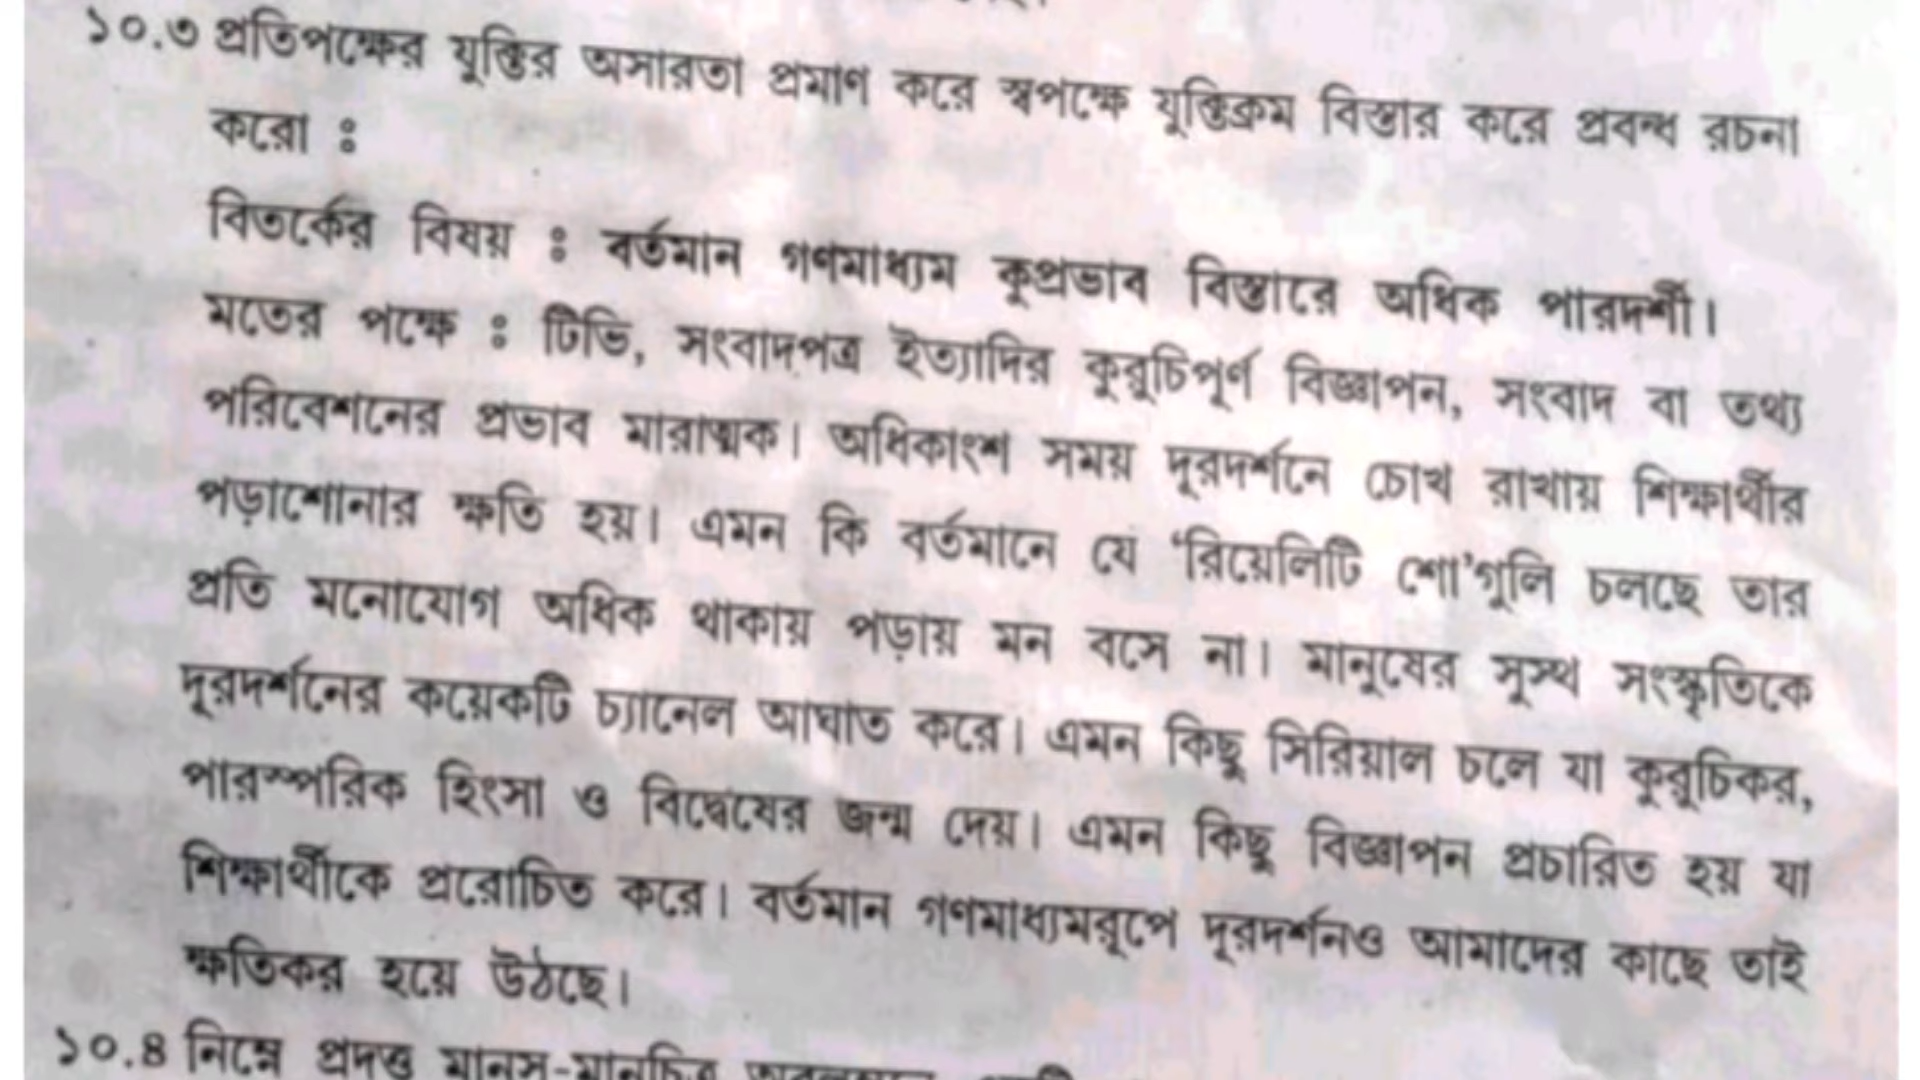 ১০.৩ প্রতিপক্ষের যুক্তির অসারতা প্রমাণ করে স্বপক্ষে যুক্তিক্রম বিস্তার করে প্রবন্ধ রচনা
করো ঃ
বিতর্কের বিষয় ঃ বর্তমান গণমাধ্যম কুপ্রভাব বিস্তারে অধিক পারদর্শী।
মতের পক্ষে ঃ টিভি, সংবাদপত্র ইত্যাদির কুরুচিপূর্ণ বিজ্ঞাপন, সংবাদ বা তথ্য
পরিবেশনের প্রভাব মারাত্মক। অধিকাংশ সময় দূরদর্শনে চোখ রাখায় শিক্ষার্থীর
পড়াশোনার ক্ষতি হয়। এমন কি বর্তমানে যে ‘রিয়েলিটি শো’গুলি চলছে তার
প্রতি মনোযোগ অধিক থাকায় পড়ায় মন বসে না। মানুষের সুস্থ সংস্কৃতিকে
দূরদর্শনের কয়েকটি চ্যানেল আঘাত করে। এমন কিছু সিরিয়াল চলে যা কুরুচিকর,
পারস্পরিক হিংসা ও বিদ্বেষের জন্ম দেয়। এমন কিছু বিজ্ঞাপন প্রচারিত হয় যা
শিক্ষার্থীকে প্ররোচিত করে। বর্তমান গণমাধ্যমরূপে দূরদর্শনও আমাদের কাছে তাই
ক্ষতিকর হয়ে উঠছে।
১০.৪ নিম্নে প্রদত্ত মানস-মানচিত্র